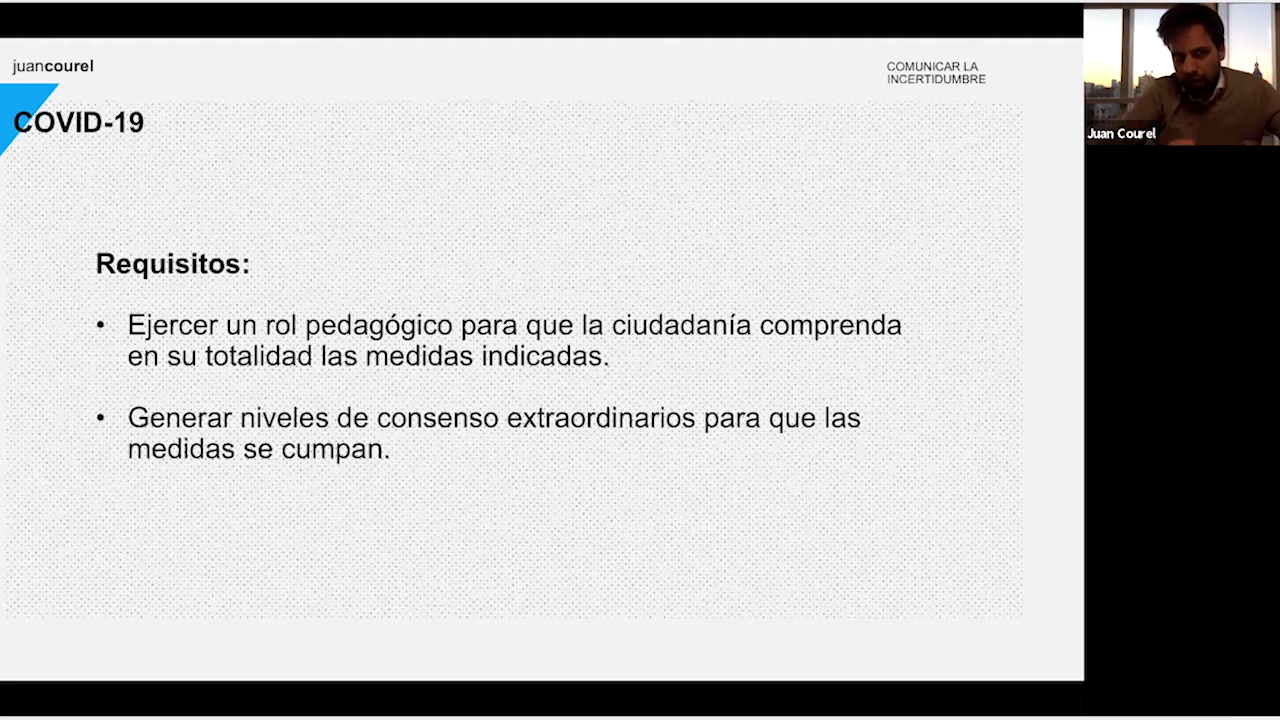 juancourel
COMUNICAR LA
INCERTIDUMBRE
COVID-19
Requisitos:
• Ejercer un rol pedagógico para que la ciudadanía comprenda
en su totalidad las medidas indicadas.
• Generar niveles de consenso extraordinarios para que las
medidas se cumpan.
Juan Courel